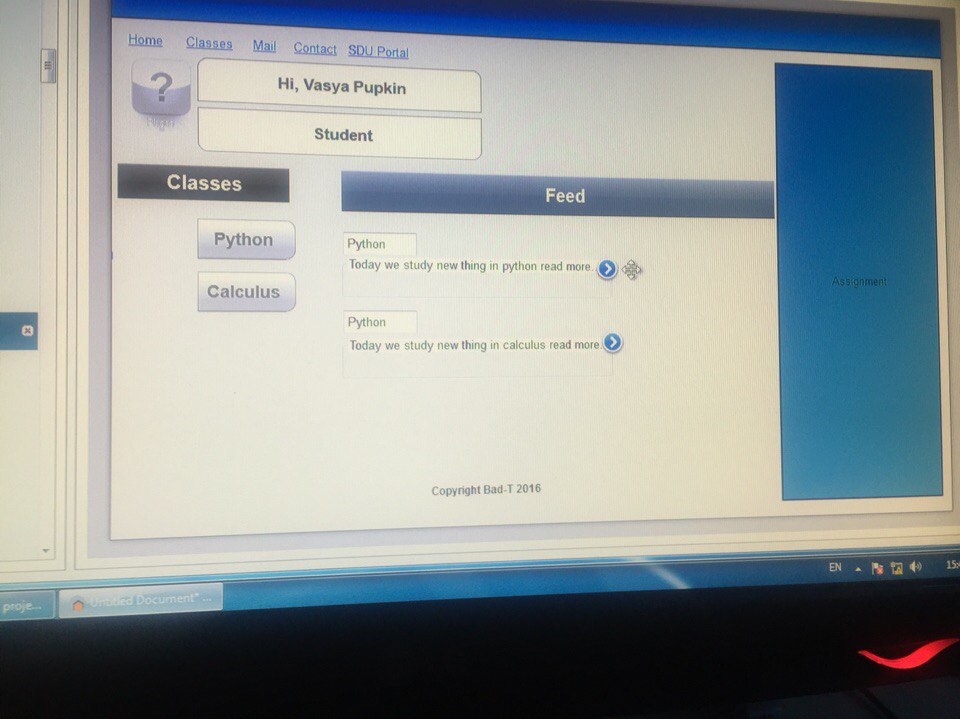 Home Classes Mail Contact SDU Portal
?
Hi, Vasya Pupkin
Student
Classes
Feed
Python
Calculus
Python
Today we study new thing in python read more.
Python
Today we study new thing in calculus read more.
Assignment
Copyright Bad-T 2016
EN
proje...
Untitled Document* ...